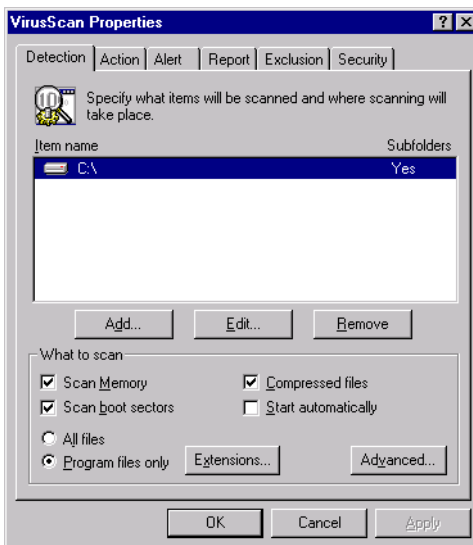 VirusScan Properties
Detection Action Alert Report Exclusion Security
Specify what items will be scanned and where scanning will
take place.
Item name Subfolders
C:\ Yes
Add... Edit... Remove
What to scan
Scan Memory Compressed files
Scan boot sectors Start automatically
All files
Program files only Extensions... Advanced...
OK Cancel Apply